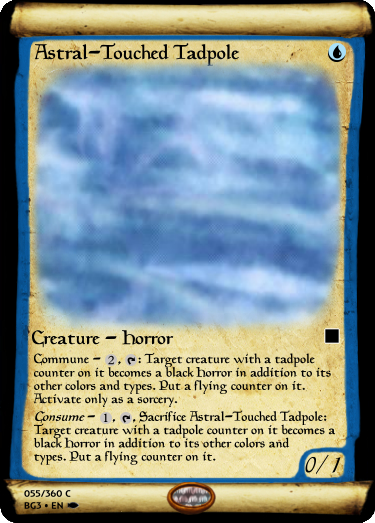 Astral-Touched Tadpole
Creature - Horror
Commune - 2, : Target creature with a tadpole
counter on it becomes a black Horror in addition to its
other colors and types. Put a flying counter on it.
Activate only as a sorcery.
Consume - 1, , Sacrifice Astral-Touched Tadpole:
Target creature with a tadpole counter on it becomes a
black Horror in addition to its other colors and
types. Put a flying counter on it.
0/1
055/360 C
BG3 • EN